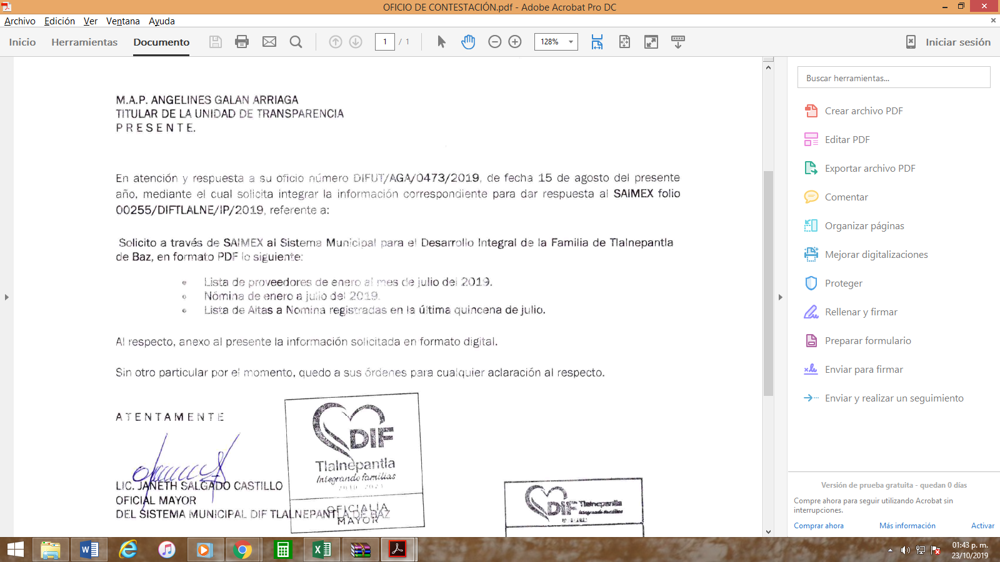 OFICIO DE CONTESTACIÓN.pdf - Adobe Acrobat Pro DC
Archivo Edición Ver Ventana Ayuda
Inicio Herramientas Documento 1 / 1 128% Iniciar sesión
M.A.P. ANGELINES GALAN ARRIAGA
TITULAR DE LA UNIDAD DE TRANSPARENCIA
P R E S E N T E.
En atención y respuesta a su oficio número DIFUT/AGA/0473/2019, de fecha 15 de agosto del presente
año, mediante el cual solicita integrar la información correspondiente para dar respuesta al SAIMEX folio
00255/DIFTLALNE/IP/2019, referente a:
Solicito a través de SAIMEX al Sistema Municipal para el Desarrollo Integral de la Familia de Tlalnepantla
de Baz, en formato PDF lo siguiente:
• Lista de proveedores de enero al mes de julio del 2019.
• Nómina de enero a julio del 2019.
• Lista de Altas a Nomina registradas en la última quincena de julio.
Al respecto, anexo al presente la información solicitada en formato digital.
Sin otro particular por el momento, quedo a sus órdenes para cualquier aclaración al respecto.
A T E N T A M E N T E
LIC. JANETH SALGADO CASTILLO
OFICIAL MAYOR
DEL SISTEMA MUNICIPAL DIF TLALNEPANTLA DE BAZ
DIF
Tlalnepantla
Integrando familias
OFICIALIA
MAYOR
DIF Tlalnepantla
Integrando familias
Buscar herramientas...
Crear archivo PDF
Editar PDF
Exportar archivo PDF
Comentar
Organizar páginas
Mejorar digitalizaciones
Proteger
Rellenar y firmar
Preparar formulario
Enviar para firmar
Enviar y realizar un seguimiento
Versión de prueba gratuita - quedan 0 días
Compre ahora para seguir utilizando Acrobat sin
interrupciones.
Comprar ahora Más información Activar
01:43 p. m.
23/10/2019